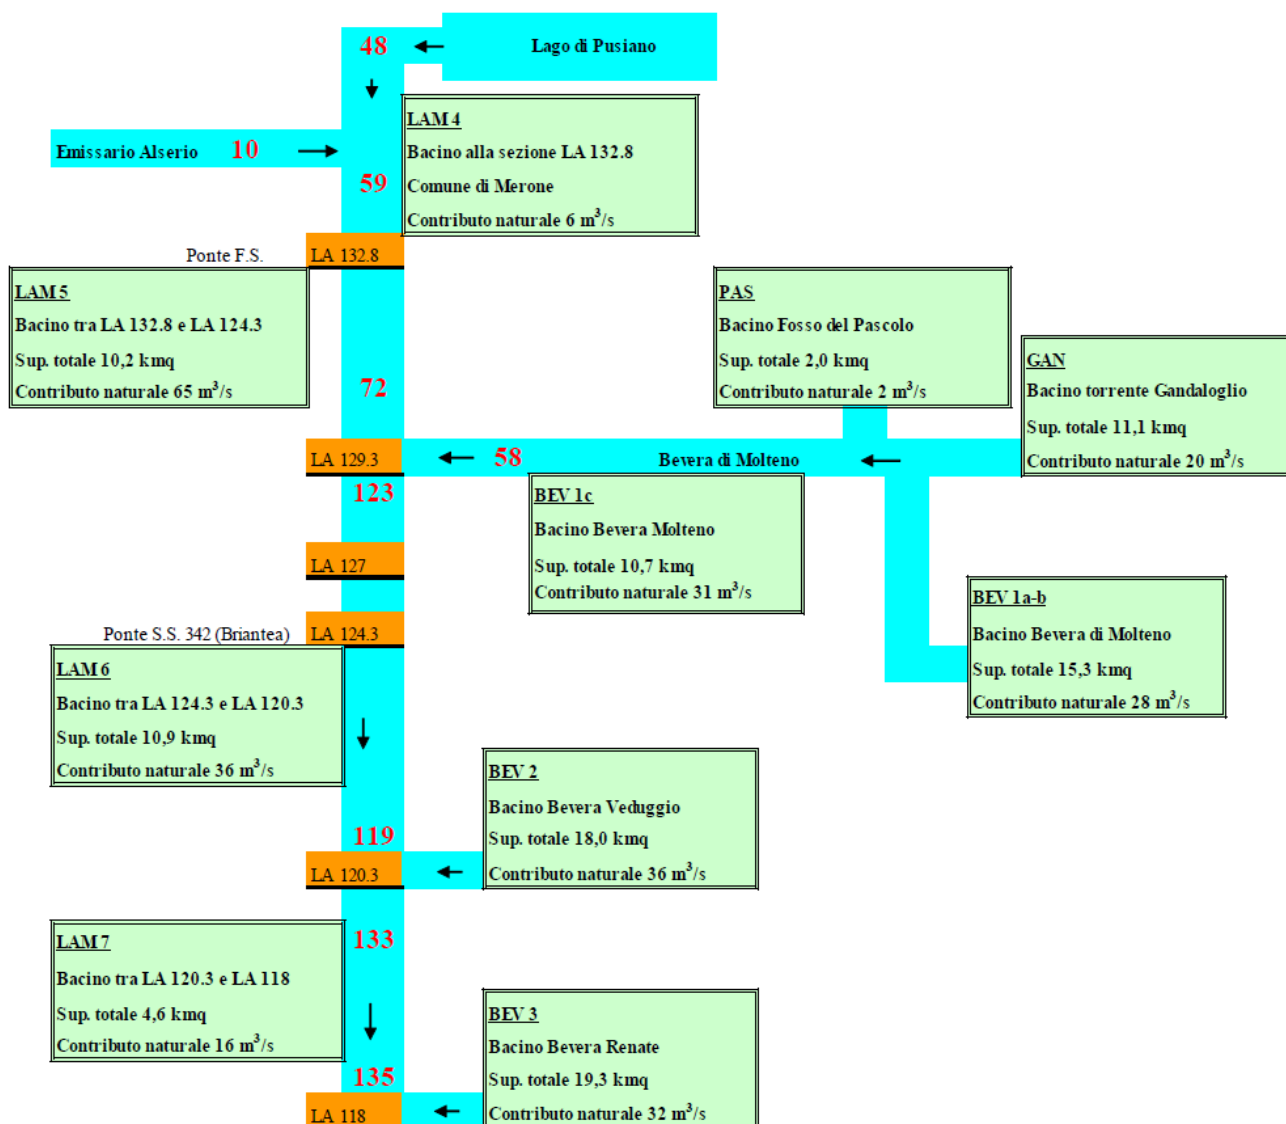 48
Lago di Pusiano
LAM 4
Bacino alla sezione LA 132.8
Comune di Merone
Contributo naturale 6 m³/s
Emissario Alserio 10
59
Ponte F.S.
LA 132.8
LAM 5
Bacino tra LA 132.8 e LA 124.3
Sup. totale 10,2 kmq
Contributo naturale 65 m³/s
PAS
Bacino Fosso del Pascolo
Sup. totale 2,0 kmq
Contributo naturale 2 m³/s
GAN
Bacino torrente Gandaloglio
Sup. totale 11,1 kmq
Contributo naturale 20 m³/s
72
LA 129.3
58
Bevera di Molteno
123
BEV 1c
Bacino Bevera Molteno
Sup. totale 10,7 kmq
Contributo naturale 31 m³/s
LA 127
BEV 1a-b
Bacino Bevera di Molteno
Sup. totale 15,3 kmq
Contributo naturale 28 m³/s
Ponte S.S. 342 (Briantea)
LA 124.3
LAM 6
Bacino tra LA 124.3 e LA 120.3
Sup. totale 10,9 kmq
Contributo naturale 36 m³/s
BEV 2
Bacino Bevera Veduggio
Sup. totale 18,0 kmq
Contributo naturale 36 m³/s
119
LA 120.3
133
LAM 7
Bacino tra LA 120.3 e LA 118
Sup. totale 4,6 kmq
Contributo naturale 16 m³/s
BEV 3
Bacino Bevera Renate
Sup. totale 19,3 kmq
Contributo naturale 32 m³/s
135
LA 118